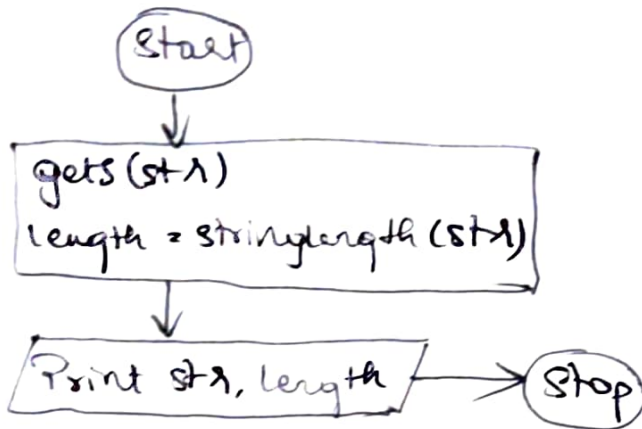 Start
gets(str)
length = stringlength(str)
Print str, length
Stop